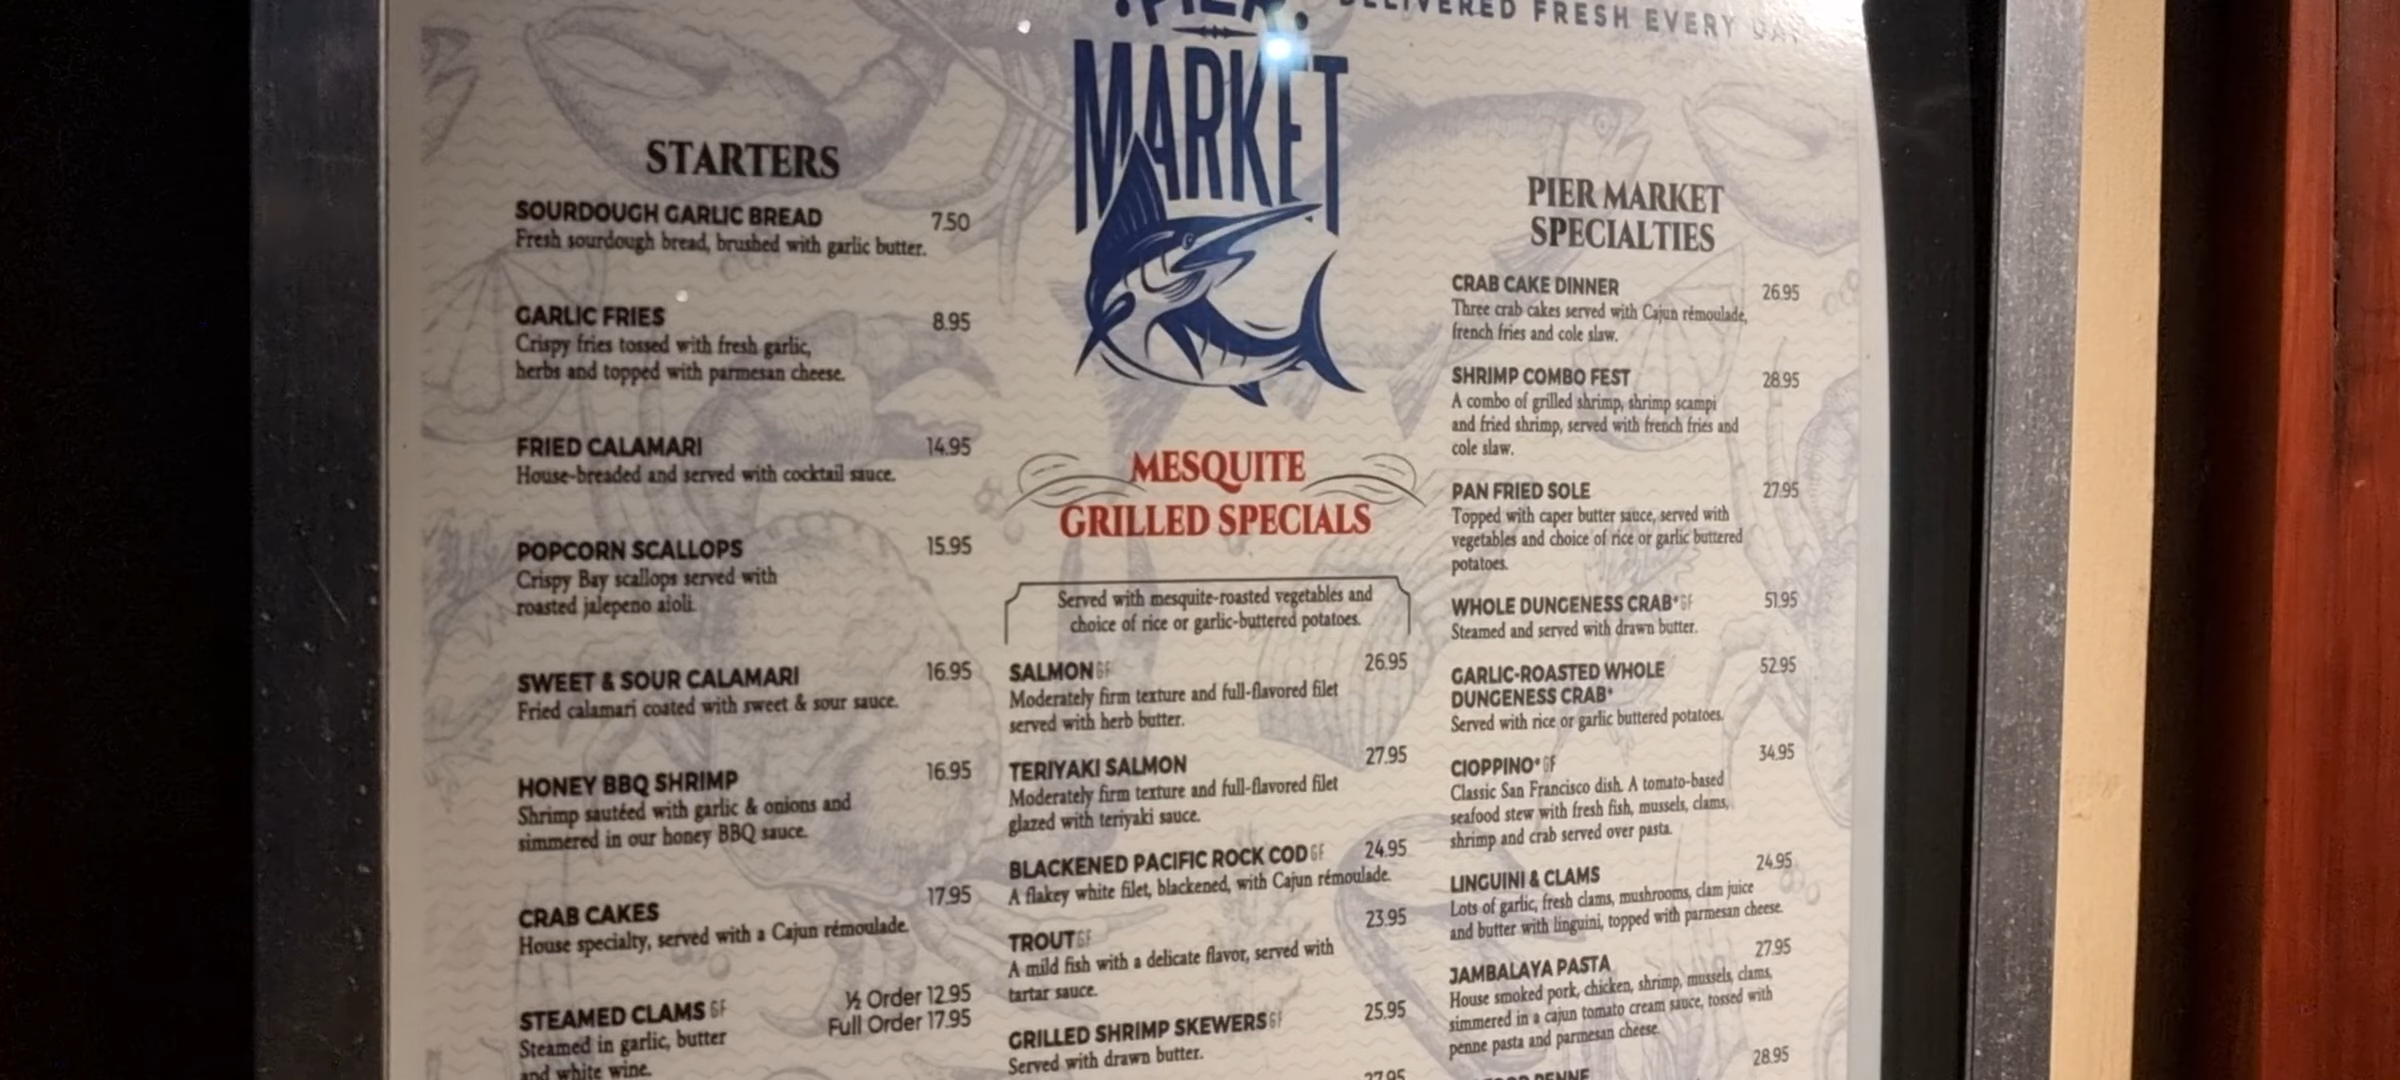 PIER
MARKET
DELIVERED FRESH EVERY DAY
STARTERS
SOURDOUGH GARLIC BREAD 7.50
Fresh sourdough bread, brushed with garlic butter.
GARLIC FRIES 8.95
Crispy fries tossed with fresh garlic,
herbs and topped with parmesan cheese.
FRIED CALAMARI 14.95
House-breaded and served with cocktail sauce.
POPCORN SCALLOPS 15.95
Crispy Bay scallops served with
roasted jalepeno aioli.
SWEET & SOUR CALAMARI 16.95
Fried calamari coated with sweet & sour sauce.
HONEY BBQ SHRIMP 16.95
Shrimp sautéed with garlic & onions and
simmered in our honey BBQ sauce.
CRAB CAKES 17.95
House specialty, served with a Cajun rémoulade.
STEAMED CLAMS GF ½ Order 12.95
Full Order 17.95
Steamed in garlic, butter
and white wine.
MESQUITE
GRILLED SPECIALS
Served with mesquite-roasted vegetables and
choice of rice or garlic-buttered potatoes.
SALMON GF 26.95
Moderately firm texture and full-flavored filet
served with herb butter.
TERIYAKI SALMON 27.95
Moderately firm texture and full-flavored filet
glazed with teriyaki sauce.
BLACKENED PACIFIC ROCK COD GF 24.95
A flakey white filet, blackened, with Cajun rémoulade.
TROUT GF 23.95
A mild fish with a delicate flavor, served with
tartar sauce.
GRILLED SHRIMP SKEWERS GF 25.95
Served with drawn butter.
27.95
PIER MARKET
SPECIALTIES
CRAB CAKE DINNER 26.95
Three crab cakes served with Cajun rémoulade,
french fries and cole slaw.
SHRIMP COMBO FEST 28.95
A combo of grilled shrimp, shrimp scampi
and fried shrimp, served with french fries and
cole slaw.
PAN FRIED SOLE 27.95
Topped with caper butter sauce, served with
vegetables and choice of rice or garlic buttered
potatoes.
WHOLE DUNGENESS CRAB* GF 51.95
Steamed and served with drawn butter.
GARLIC-ROASTED WHOLE 52.95
DUNGENESS CRAB*
Served with rice or garlic buttered potatoes.
CIOPPINO* GF 34.95
Classic San Francisco dish. A tomato-based
seafood stew with fresh fish, mussels, clams,
shrimp and crab served over pasta.
LINGUINI & CLAMS 24.95
Lots of garlic, fresh clams, mushrooms, clam juice
and butter with linguini, topped with parmesan cheese.
JAMBALAYA PASTA 27.95
House smoked pork, chicken, shrimp, mussels, clams,
simmered in a cajun tomato cream sauce, tossed with
penne pasta and parmesan cheese.
PENNE 28.95